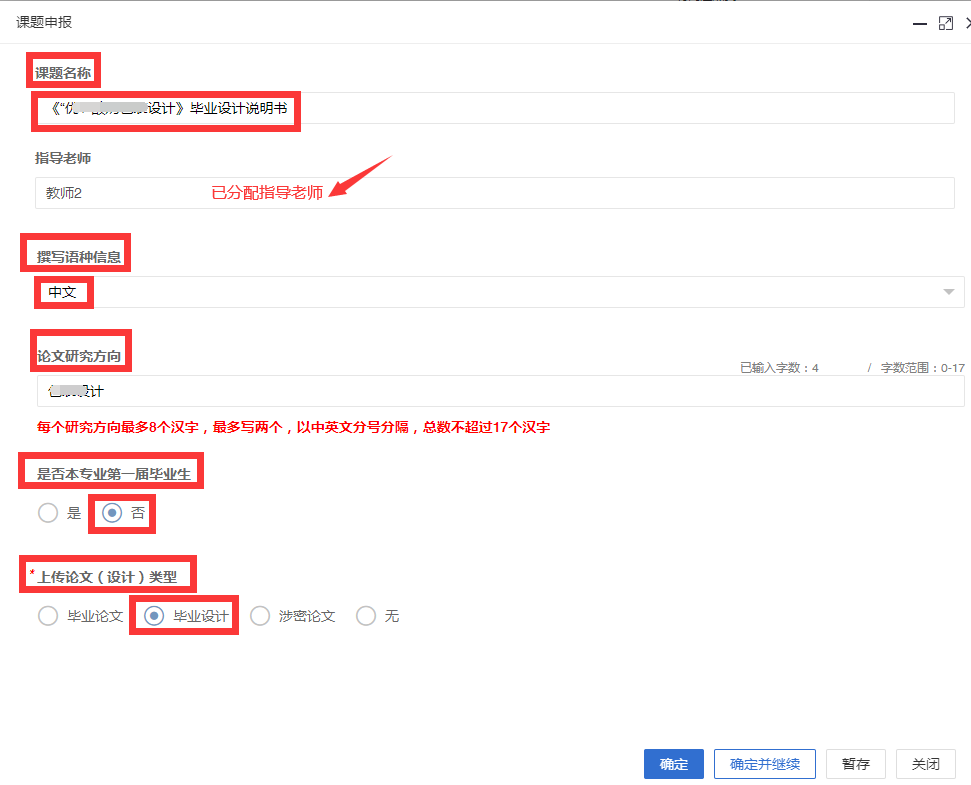 课题申报
课题名称
《“优 设计》毕业设计说明书
指导老师
教师2
已分配指导老师
撰写语种信息
中文
论文研究方向
已输入字数：4 / 字数范围：0-17
设计
每个研究方向最多8个汉字，最多写两个，以中英文分号分隔，总数不超过17个汉字
是否本专业第一届毕业生
是 否
*上传论文（设计）类型
毕业论文 毕业设计 涉密论文 无
确定 确定并继续 暂存 关闭